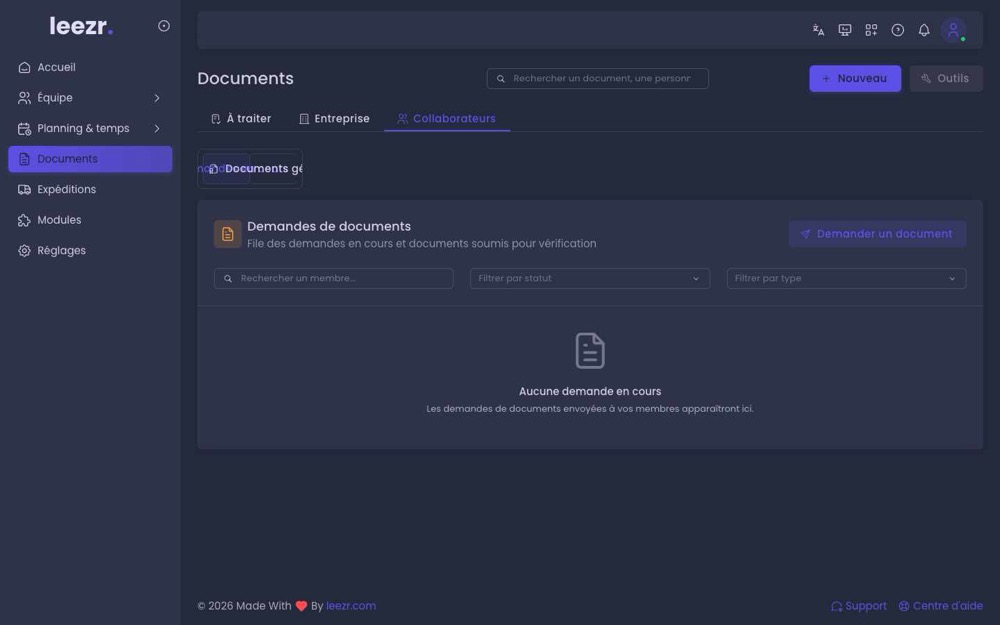 leezr.
Accueil
Équipe
Planning & temps
Documents
Expéditions
Modules
Réglages
Documents
Rechercher un document, une personr
+ Nouveau
Outils
À traiter
Entreprise
Collaborateurs
Documents gé
Demandes de documents
File des demandes en cours et documents soumis pour vérification
Demander un document
Rechercher un membre...
Filtrer par statut
Filtrer par type
Aucune demande en cours
Les demandes de documents envoyées à vos membres apparaîtront ici.
© 2026 Made With ❤ By leezr.com
Support
Centre d'aide